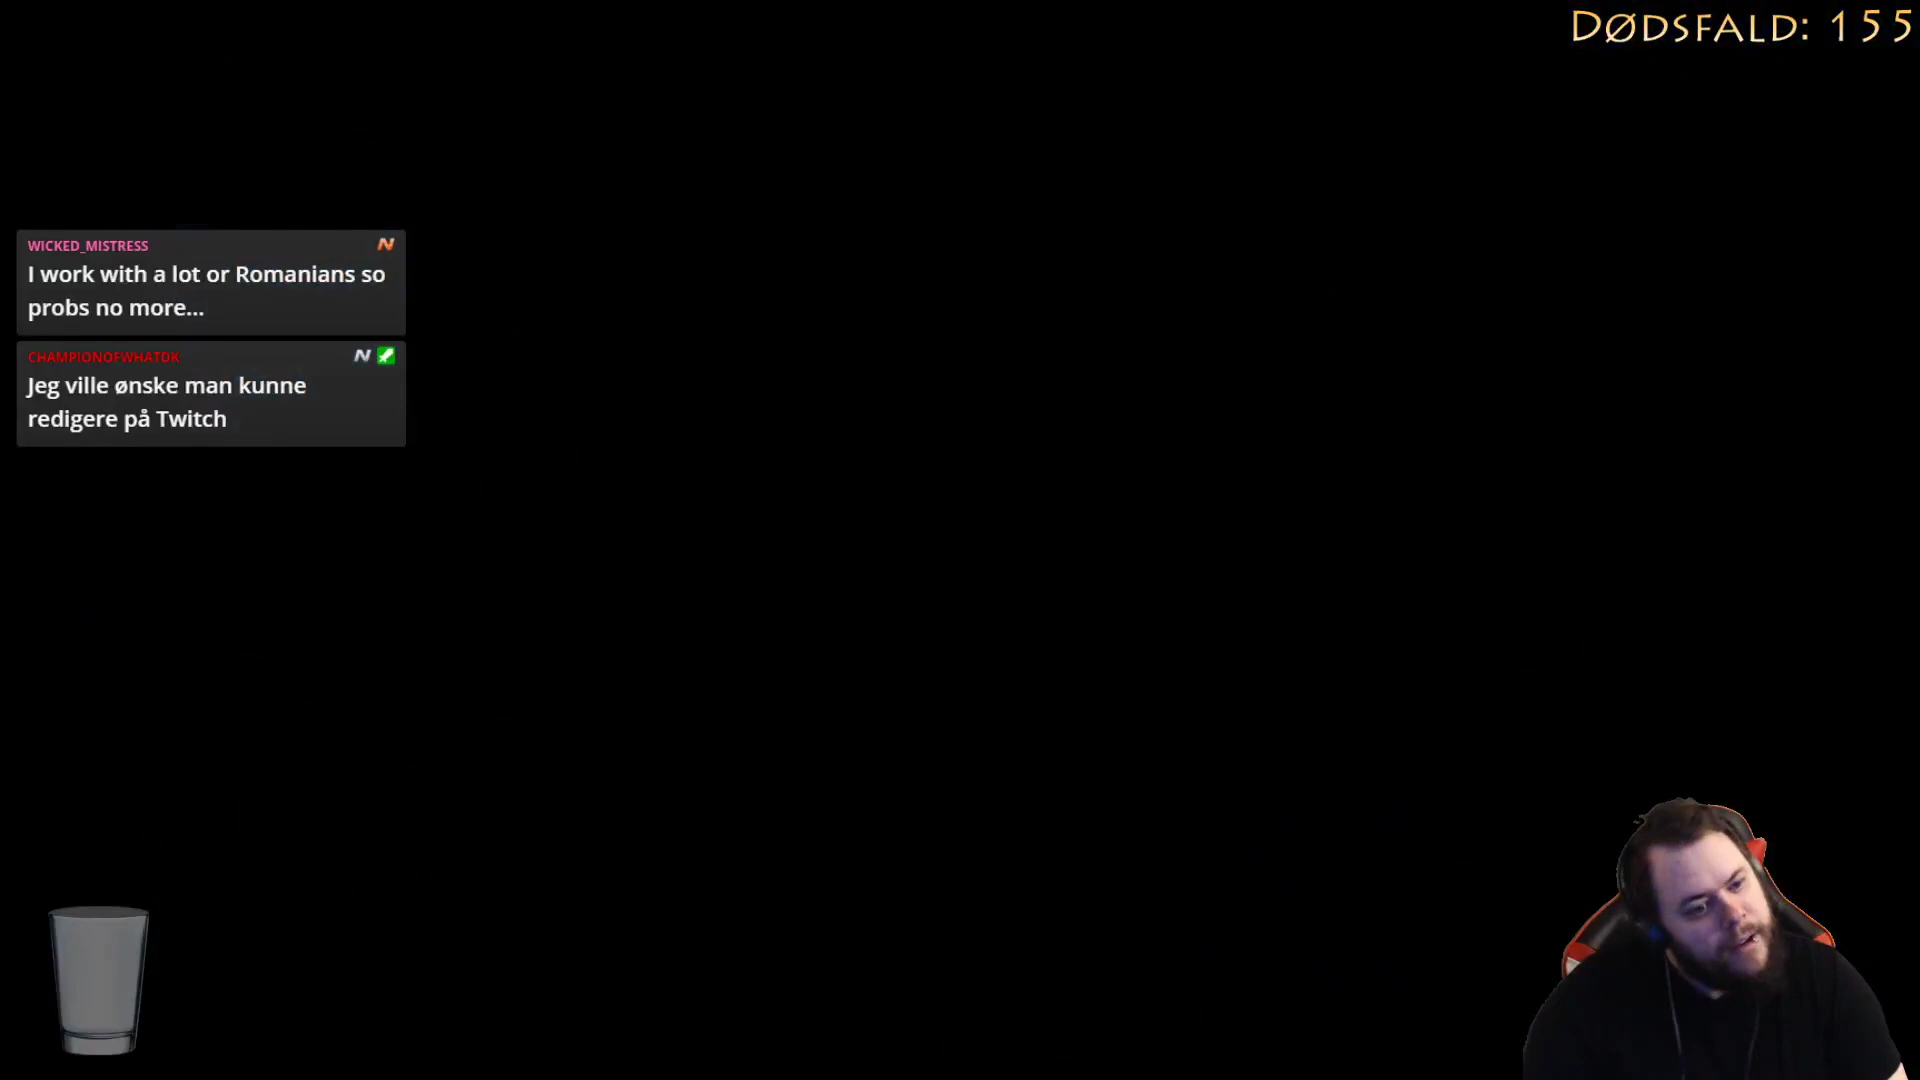 DØDSFALD: 155
WICKED_MISTRESS
I work with a lot or Romanians so
probs no more...
CHAMPIONOFWHATDK
Jeg ville ønske man kunne
redigere på Twitch